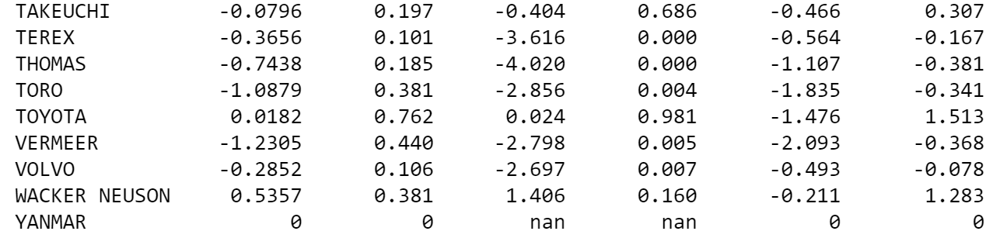 TAKEUCHI -0.0796 0.197 -0.404 0.686 -0.466 0.307
TEREX -0.3656 0.101 -3.616 0.000 -0.564 -0.167
THOMAS -0.7438 0.185 -4.020 0.000 -1.107 -0.381
TORO -1.0879 0.381 -2.856 0.004 -1.835 -0.341
TOYOTA 0.0182 0.762 0.024 0.981 -1.476 1.513
VERMEER -1.2305 0.440 -2.798 0.005 -2.093 -0.368
VOLVO -0.2852 0.106 -2.697 0.007 -0.493 -0.078
WACKER NEUSON 0.5357 0.381 1.406 0.160 -0.211 1.283
YANMAR 0 0 nan nan 0 0